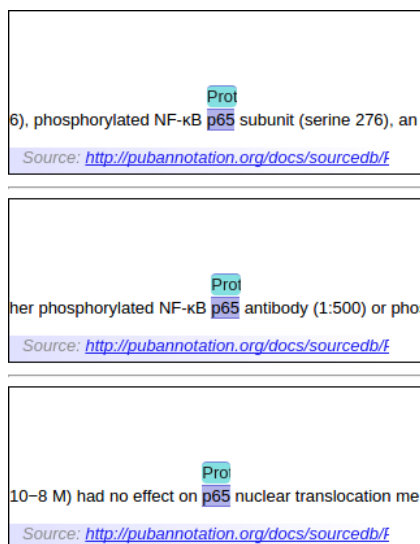 Prot
6), phosphorylated NF-κB p65 subunit (serine 276), an
Source: http://pubannotation.org/docs/sourcedb/P
Prot
her phosphorylated NF-κB p65 antibody (1:500) or pho
Source: http://pubannotation.org/docs/sourcedb/P
Prot
10−8 M) had no effect on p65 nuclear translocation me
Source: http://pubannotation.org/docs/sourcedb/P